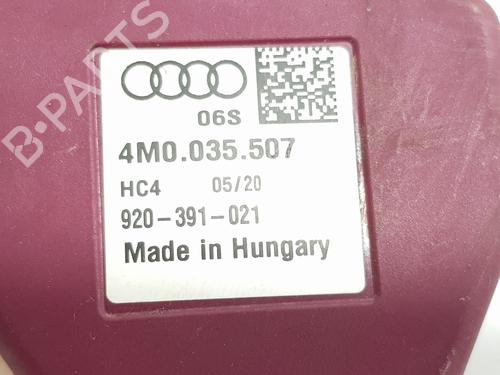 B-PARTS
06S
4M0.035.507
HC4 05/20
920-391-021
Made in Hungary